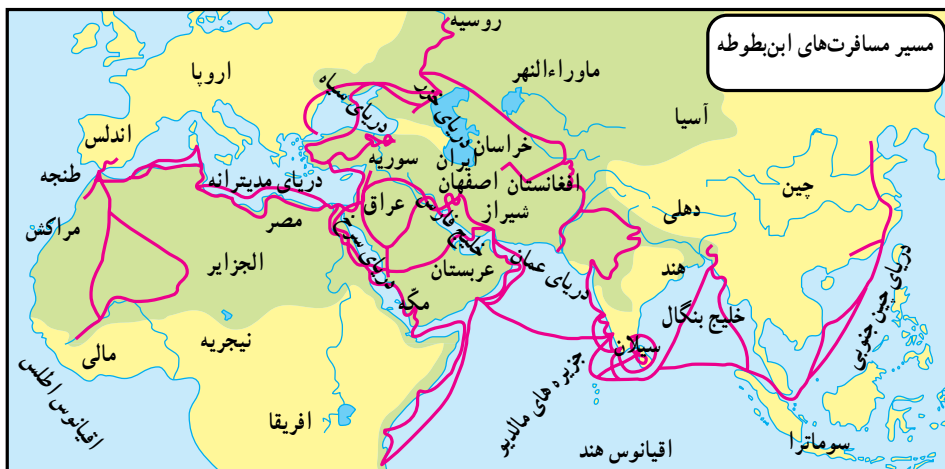 مسیر مسافرت‌های ابن‌بطوطه
روسیه
ماوراءالنهر
اروپا
آسیا
دریای سیاه
دریای خزر
اندلس
خراسان
سوریه
ایران
طنجه
دریای مدیترانه
اصفهان
افغانستان
چین
عراق
مراکش
مصر
شیراز
دهلی
خلیج فارس
دریای سرخ
الجزایر
عربستان
دریای عمان
هند
دریای چین جنوبی
مکّه
خلیج بنگال
نیجریه
سیلان
مالی
جزیره های مالدیو
اقیانوس اطلس
افریقا
اقیانوس هند
سوماترا